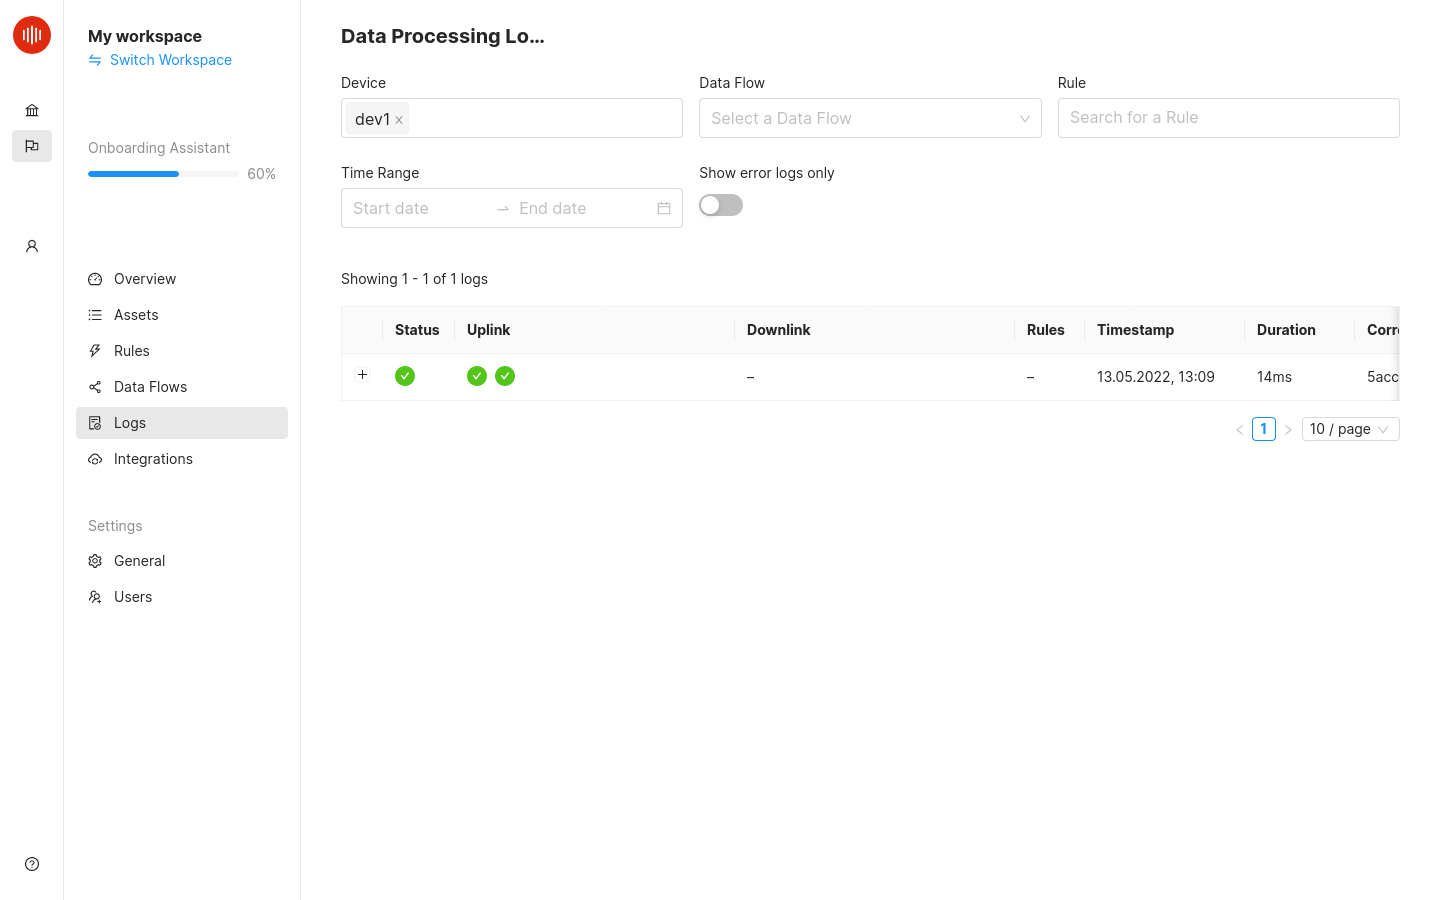 My workspace
Switch Workspace
Onboarding Assistant
60%
Overview
Assets
Rules
Data Flows
Logs
Integrations
Settings
General
Users
Data Processing Lo...
Device
Data Flow
Rule
dev1
Select a Data Flow
Search for a Rule
Time Range
Show error logs only
Start date
End date
Showing 1 - 1 of 1 logs
Status Uplink Downlink Rules Timestamp Duration Corre
– – 13.05.2022, 13:09 14ms 5acc
1 10 / page